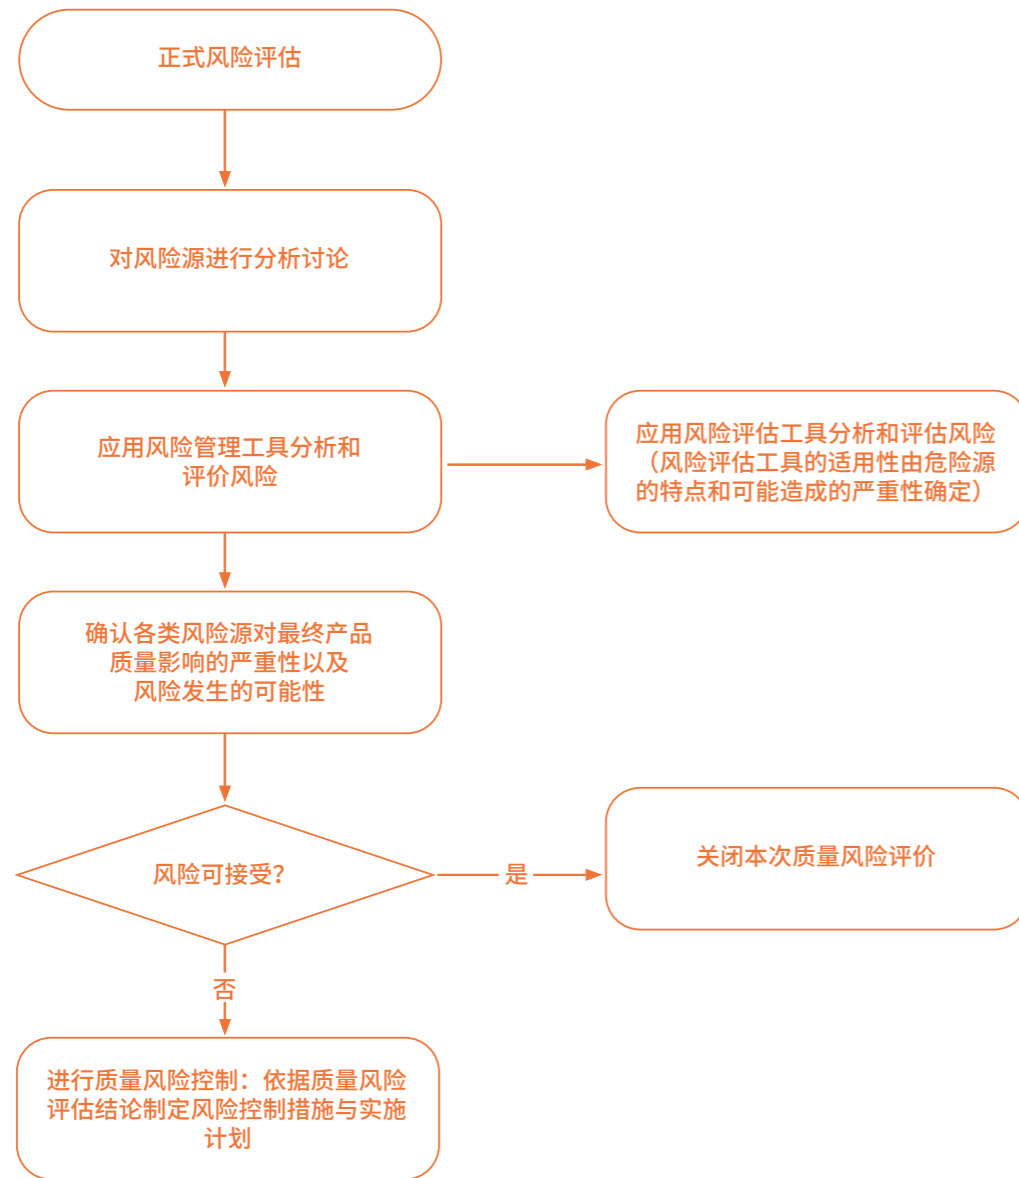 正式风险评估
对风险源进行分析讨论
应用风险管理工具分析和
评价风险
应用风险评估工具分析和评估风险
（风险评估工具的适用性由危险源
的特点和可能造成的严重性确定）
确认各类风险源对最终产品
质量影响的严重性以及
风险发生的可能性
风险可接受？
是
关闭本次质量风险评价
否
进行质量风险控制：依据质量风险
评估结论制定风险控制措施与实施
计划